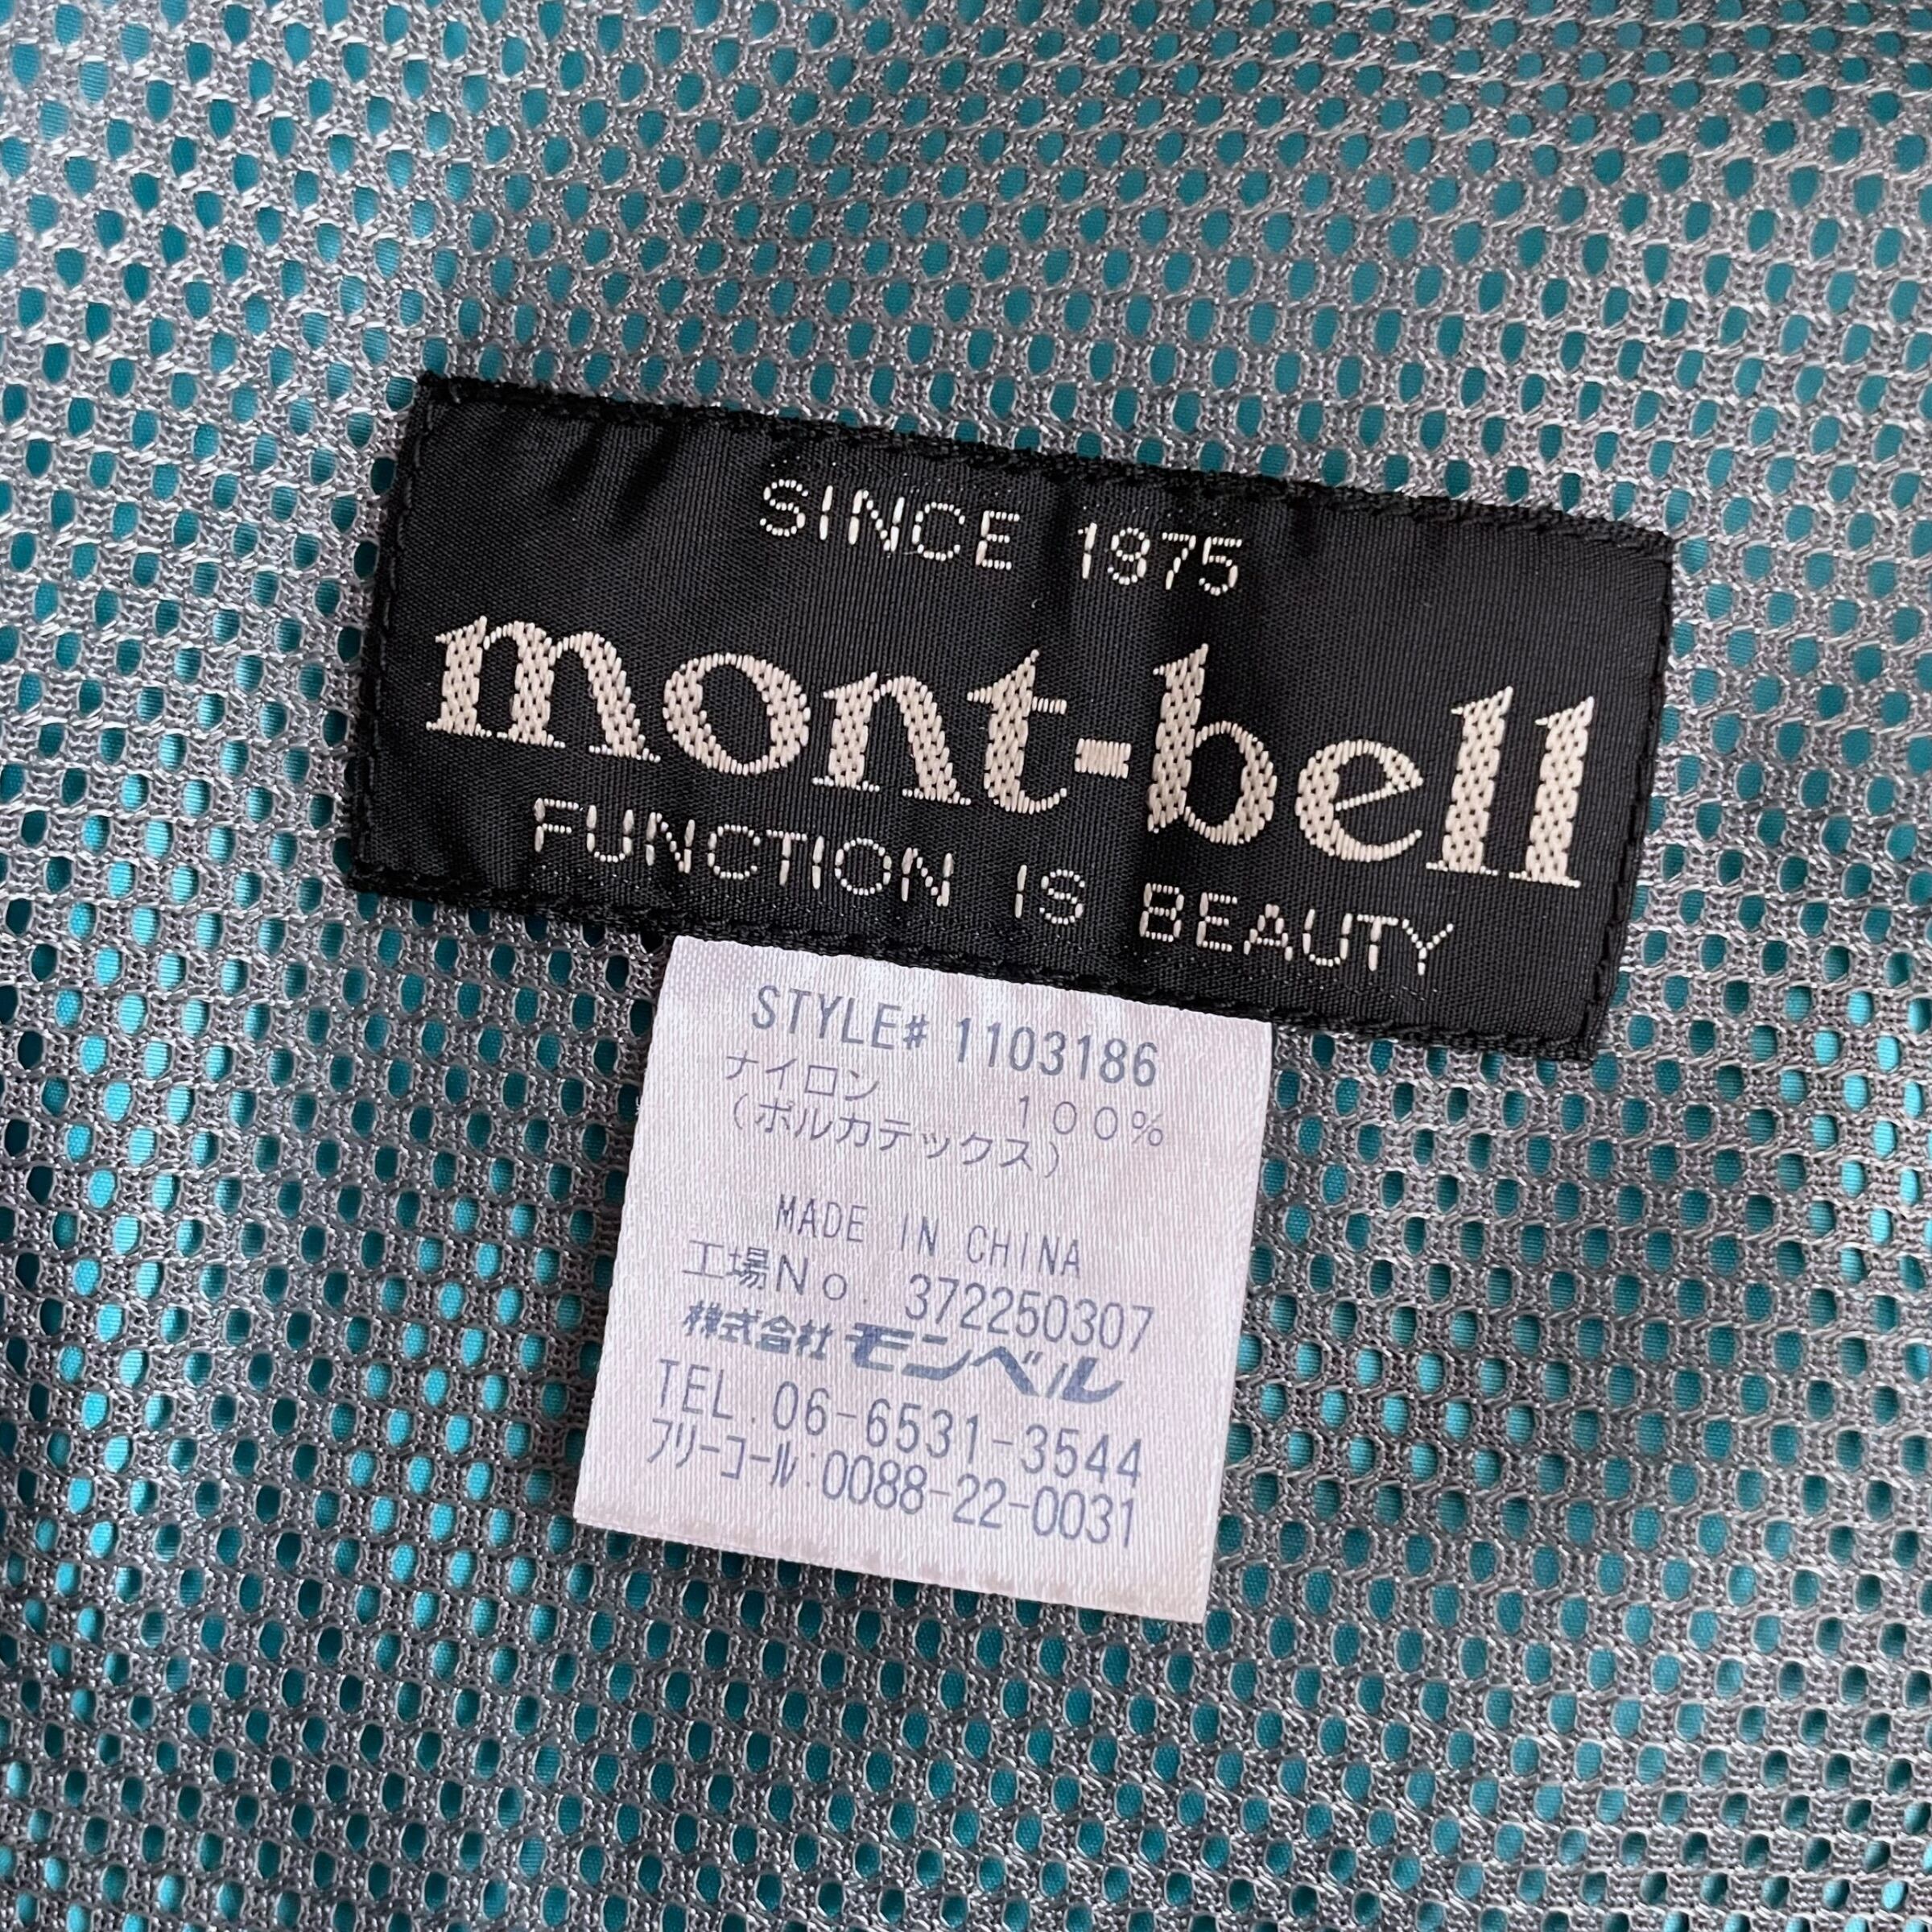 SINCE 1975
mont-bell
FUNCTION IS BEAUTY
STYLE# 1103186
ナイロン 100%
(ポルカテックス)
MADE IN CHINA
工場No. 372250307
株式会社 モンベル
TEL. 06-6531-3544
フリーコール:0088-22-0031